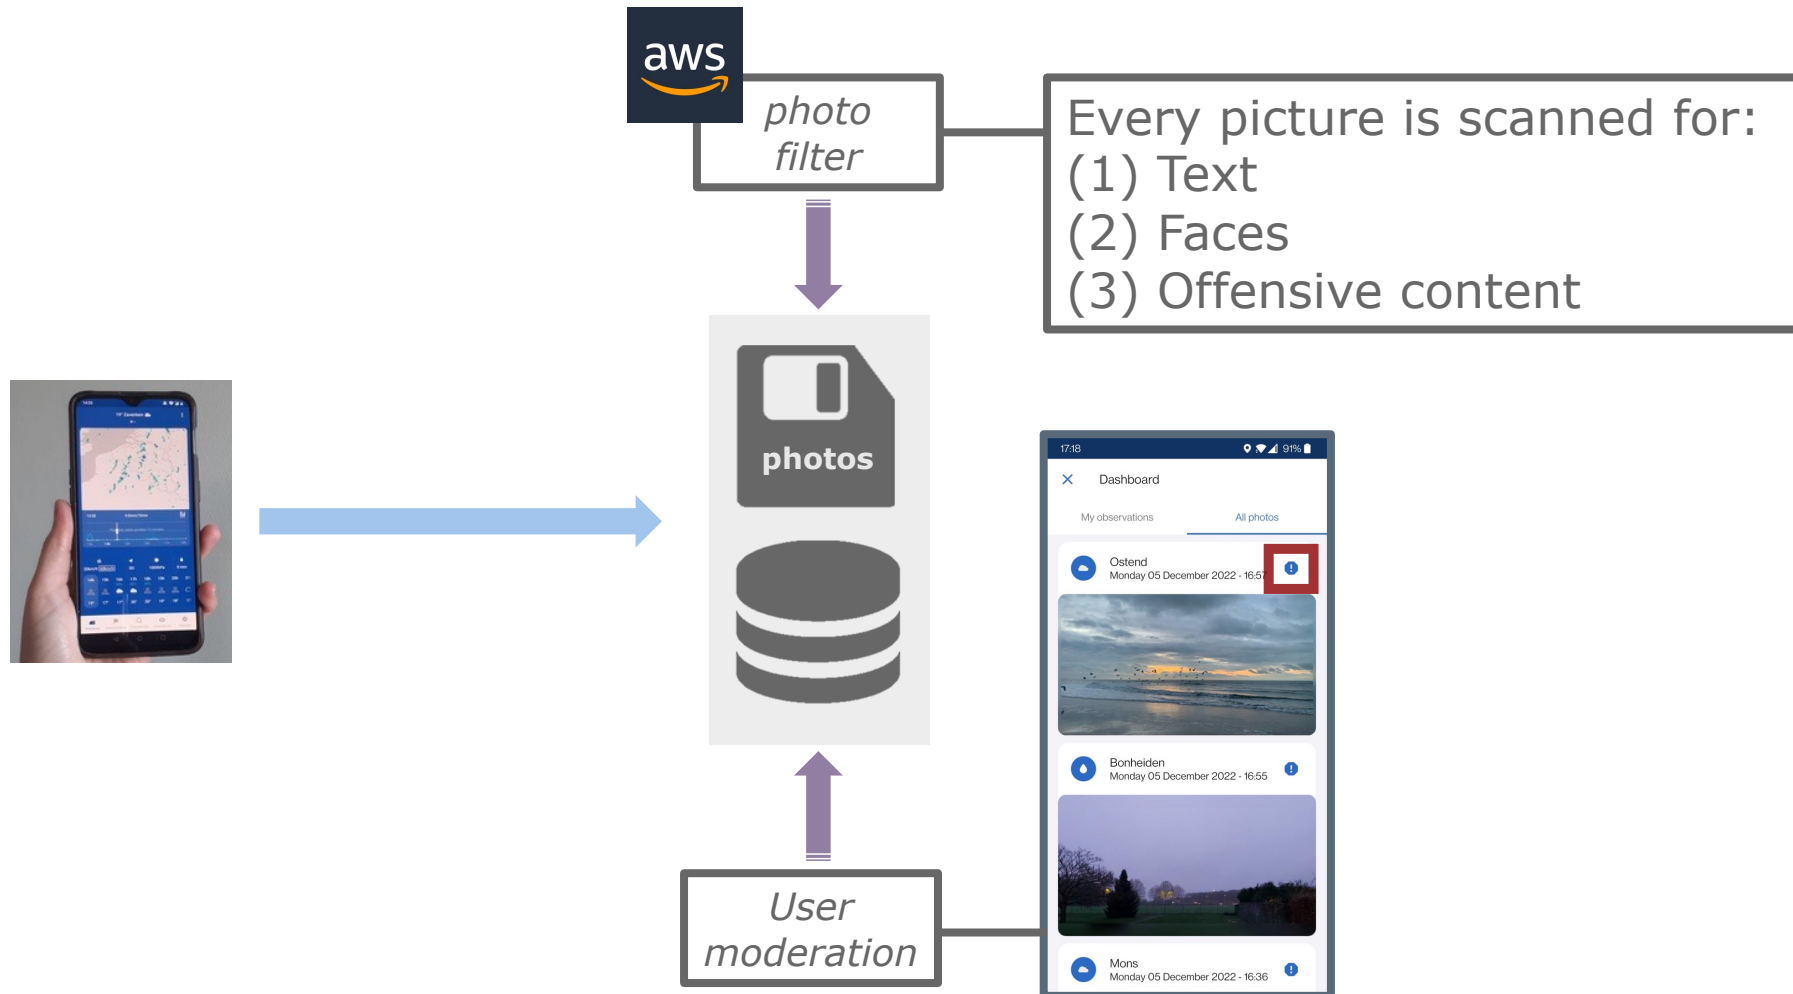 aws
photo
filter
Every picture is scanned for:
(1) Text
(2) Faces
(3) Offensive content
photos
17:18
91%
Dashboard
My observations
All photos
Ostend
Monday 05 December 2022 - 16:57
Bonheiden
Monday 05 December 2022 - 16:55
Mons
Monday 05 December 2022 - 16:36
User
moderation